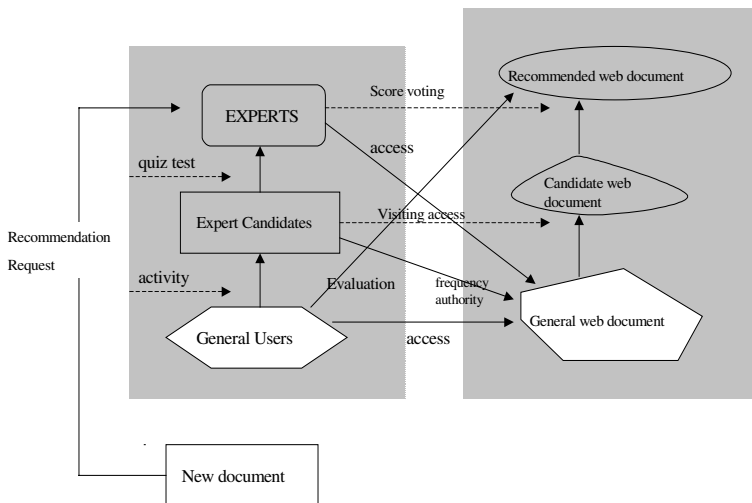 Recommended web document
Score voting
EXPERTS
access
quiz test
Candidate web
document
Expert Candidates
Visiting access
Recommendation
Request
activity
Evaluation
frequency
authority
General Users
General web document
access
New document